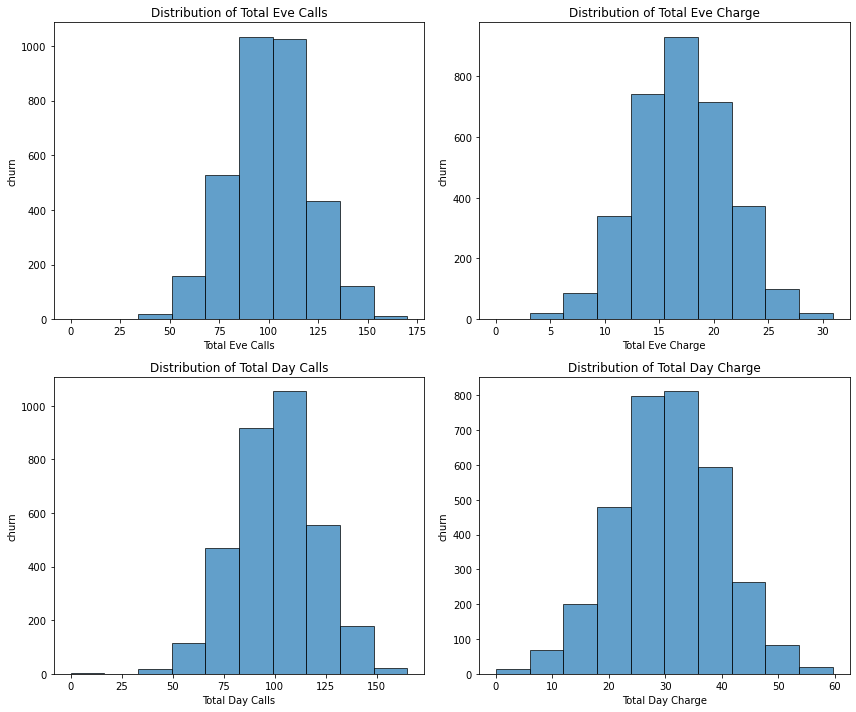 Distribution of Total Eve Calls
1000
800
600
400
200
0
churn
0 25 50 75 100 125 150 175
Total Eve Calls
Distribution of Total Eve Charge
800
600
400
200
0
churn
0 5 10 15 20 25 30
Total Eve Charge
Distribution of Total Day Calls
1000
800
600
400
200
0
churn
0 25 50 75 100 125 150
Total Day Calls
Distribution of Total Day Charge
800
700
600
500
400
300
200
100
0
churn
0 10 20 30 40 50 60
Total Day Charge